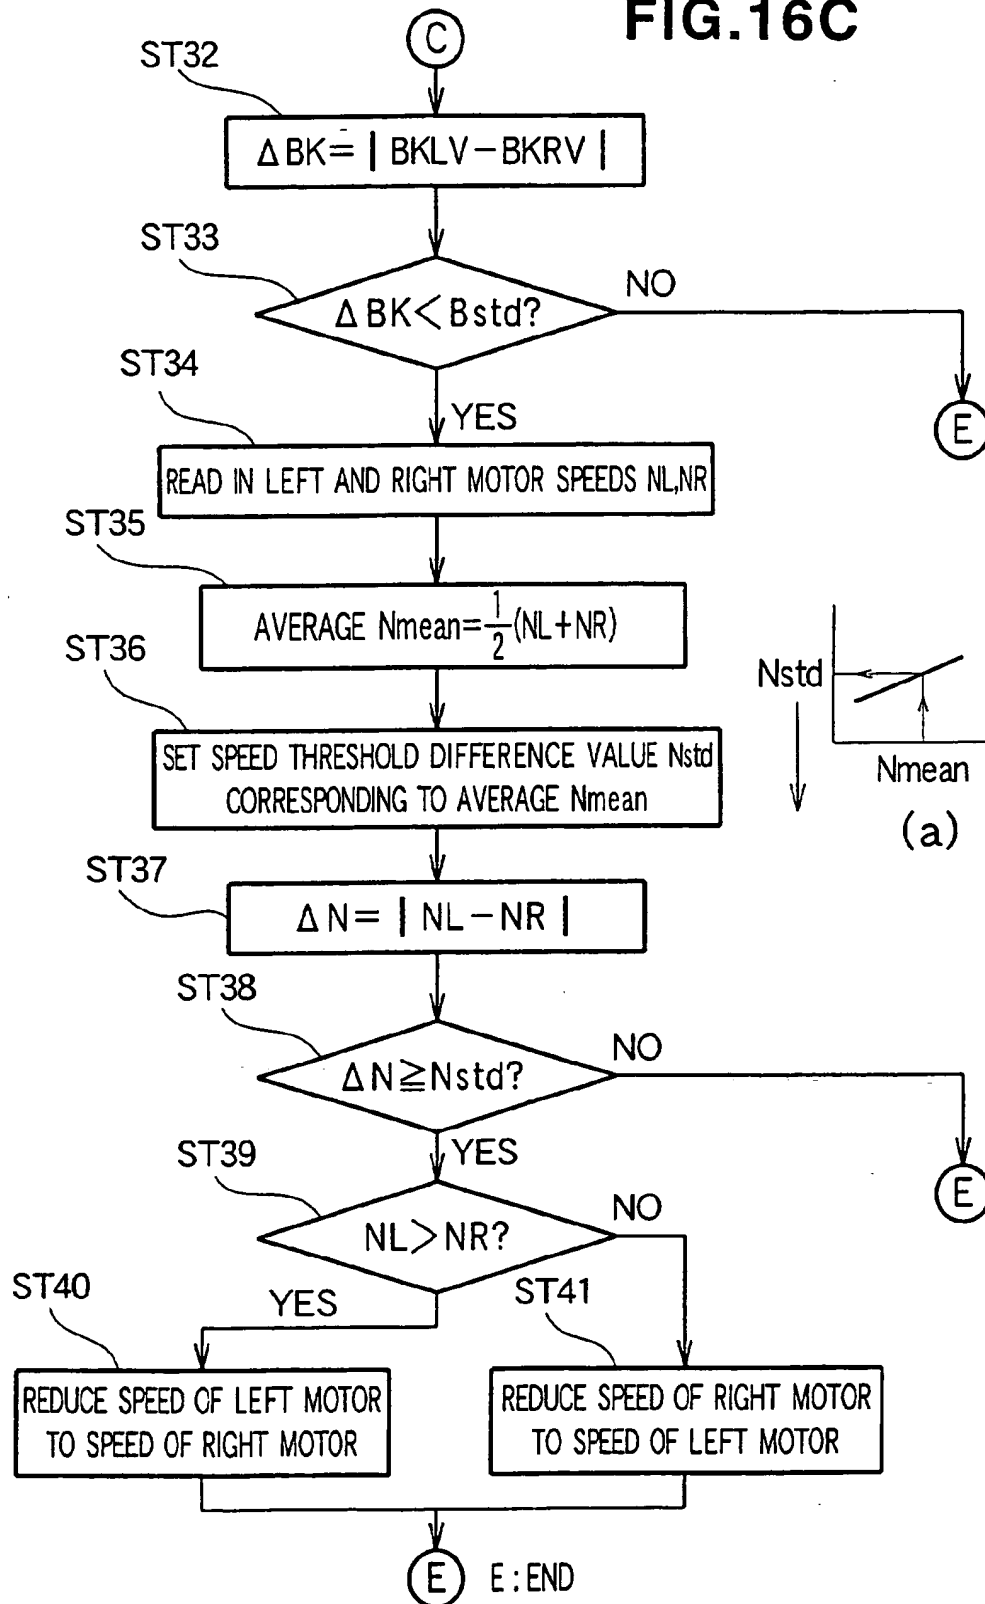 FIG.16C
C
ST32
ΔBK=|BKLV-BKRV|
ST33
ΔBK<Bstd?
NO
E
YES
ST34
READ IN LEFT AND RIGHT MOTOR SPEEDS NL,NR
ST35
AVERAGE Nmean=1/2(NL+NR)
ST36
SET SPEED THRESHOLD DIFFERENCE VALUE Nstd
CORRESPONDING TO AVERAGE Nmean
Nstd
Nmean
(a)
ST37
ΔN=|NL-NR|
ST38
ΔN≧Nstd?
NO
E
YES
ST39
NL>NR?
NO
YES
ST40
REDUCE SPEED OF LEFT MOTOR
TO SPEED OF RIGHT MOTOR
ST41
REDUCE SPEED OF RIGHT MOTOR
TO SPEED OF LEFT MOTOR
E E:END